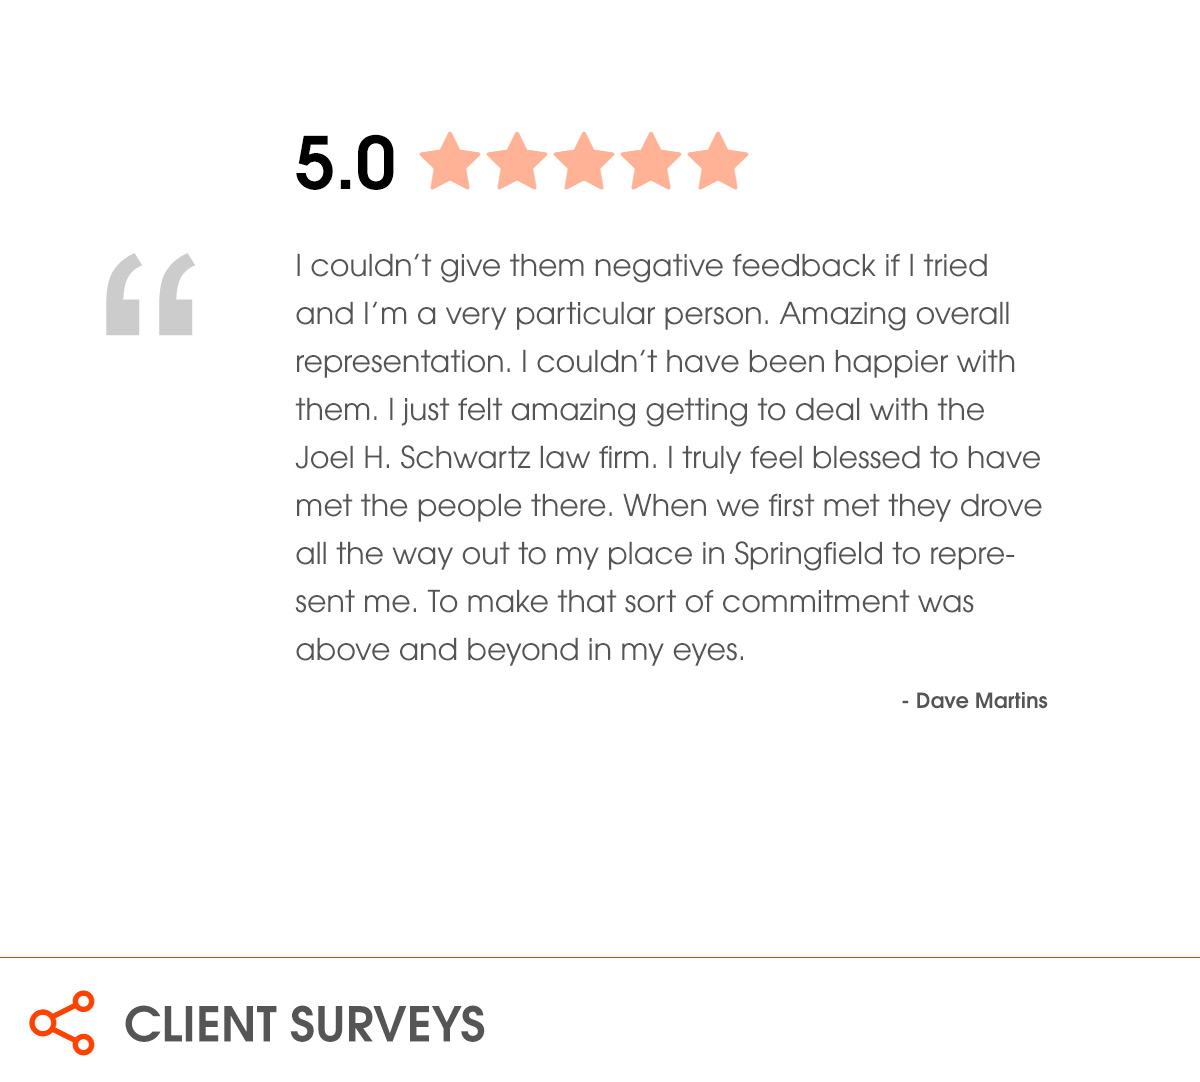 5.0
I couldn’t give them negative feedback if I tried
and I’m a very particular person. Amazing overall
representation. I couldn’t have been happier with
them. I just felt amazing getting to deal with the
Joel H. Schwartz law firm. I truly feel blessed to have
met the people there. When we first met they drove
all the way out to my place in Springfield to repre-
sent me. To make that sort of commitment was
above and beyond in my eyes.
- Dave Martins
CLIENT SURVEYS